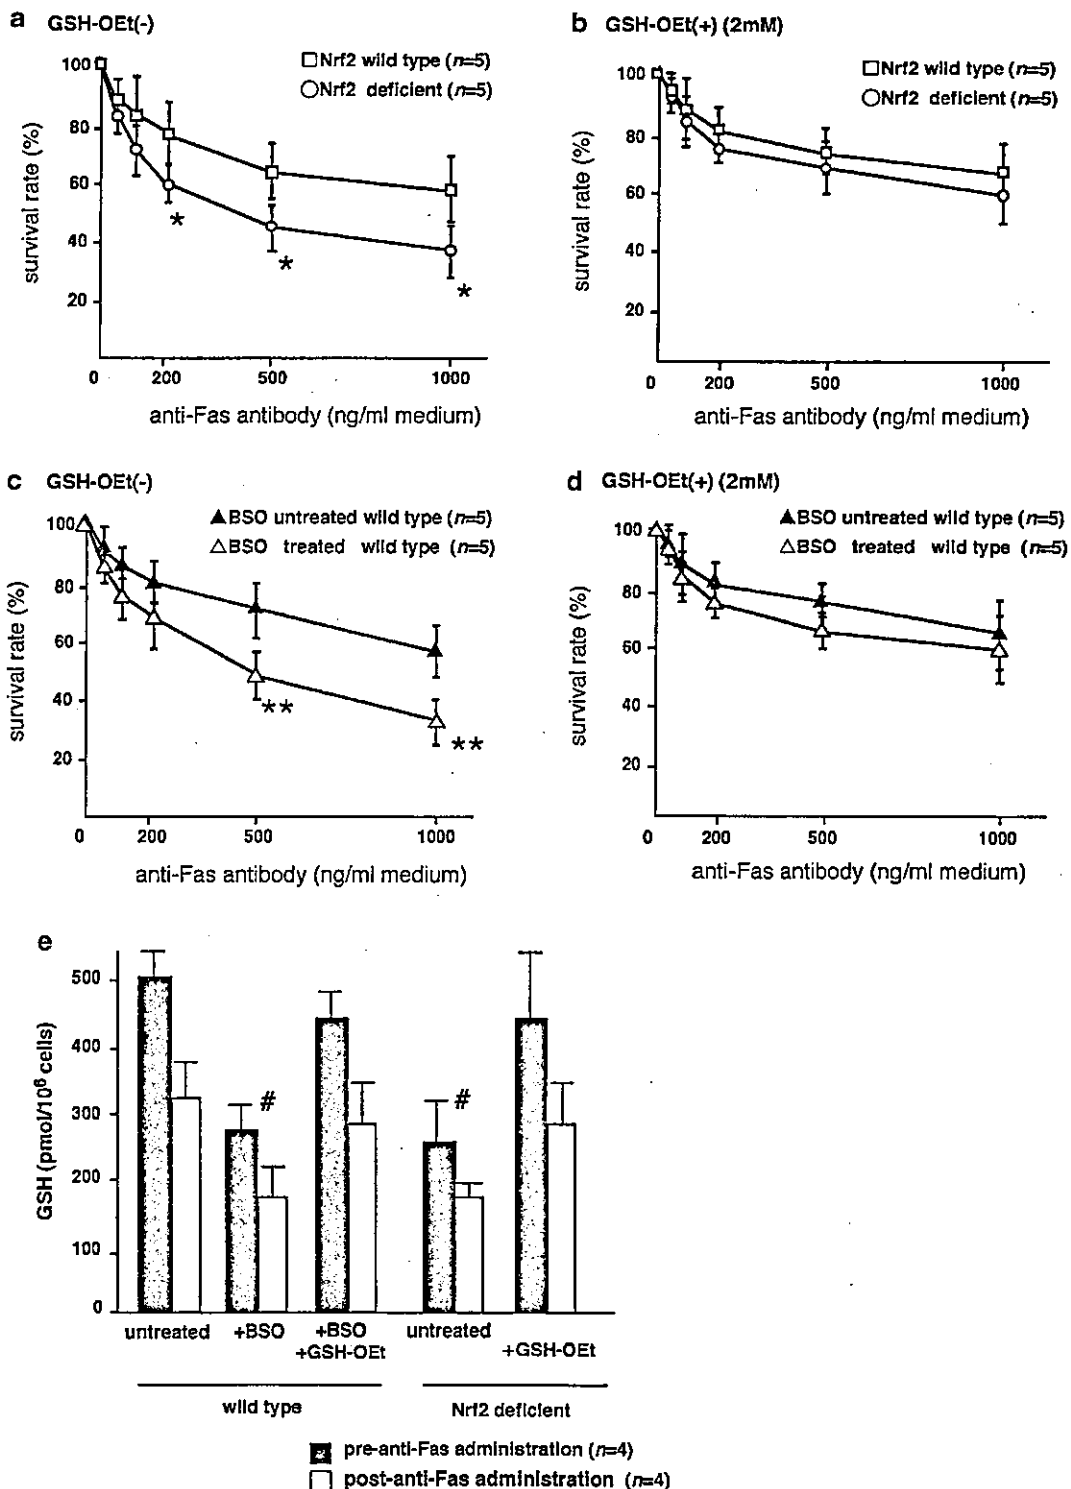 a GSH-OEt(-)
□Nrf2 wild type (n=5)
○Nrf2 deficient (n=5)
100
80
60
40
20
survival rate (%)
*
*
*
0 200 500 1000
anti-Fas antibody (ng/ml medium)
b GSH-OEt(+) (2mM)
□Nrf2 wild type (n=5)
○Nrf2 deficient (n=5)
100
80
60
40
20
survival rate (%)
0 200 500 1000
anti-Fas antibody (ng/ml medium)
c GSH-OEt(-)
▲BSO untreated wild type (n=5)
△BSO treated wild type (n=5)
100
80
60
40
20
survival rate (%)
**
**
0 200 500 1000
anti-Fas antibody (ng/ml medium)
d GSH-OEt(+) (2mM)
▲BSO untreated wild type (n=5)
△BSO treated wild type (n=5)
100
80
60
40
20
survival rate (%)
0 200 500 1000
anti-Fas antibody (ng/ml medium)
e
500
400
300
200
100
0
GSH (pmol/10⁶ cells)
#
#
untreated +BSO +BSO untreated
+GSH-OEt +GSH-OEt
wild type Nrf2 deficient
pre-anti-Fas administration (n=4)
post-anti-Fas administration (n=4)